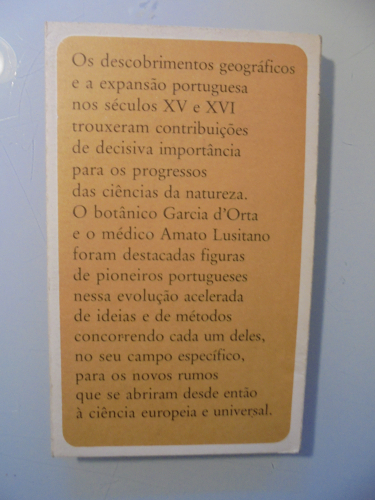 Os descobrimentos geográficos
e a expansão portuguesa
nos séculos XV e XVI
trouxeram contribuições
de decisiva importância
para os progressos
das ciências da natureza.
O botânico Garcia d'Orta
e o médico Amato Lusitano
foram destacadas figuras
de pioneiros portugueses
nessa evolução acelerada
de ideias e de métodos
concorrendo cada um deles,
no seu campo específico,
para os novos rumos
que se abriram desde então
à ciência europeia e universal.